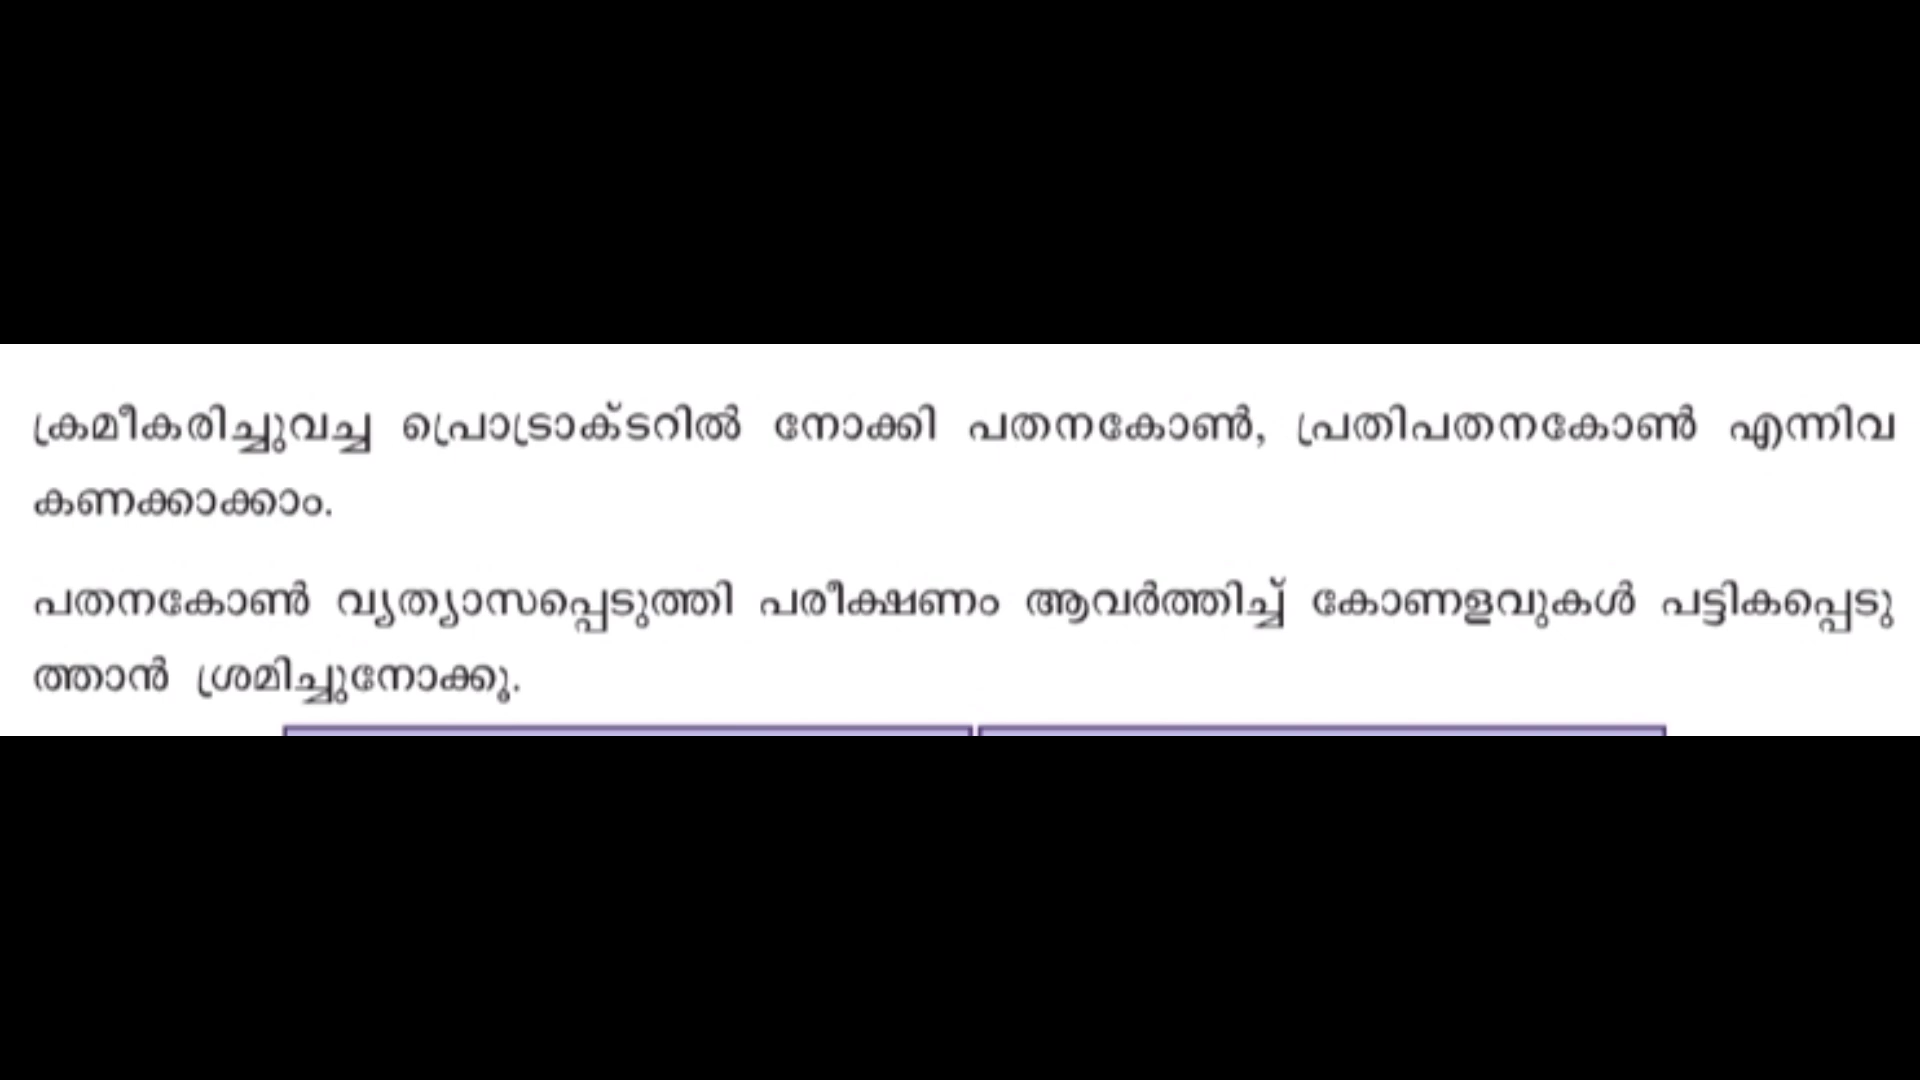 ക്രമീകരിച്ചുവച്ച പ്രൊട്രാക്ടറിൽ നോക്കി പതനകോൺ, പ്രതിപതനകോൺ എന്നിവ
കണക്കാക്കാം.
പതനകോൺ വ്യത്യാസപ്പെടുത്തി പരീക്ഷണം ആവർത്തിച്ച് കോണളവുകൾ പട്ടികപ്പെടു
ത്താൻ ശ്രമിച്ചുനോക്കൂ.